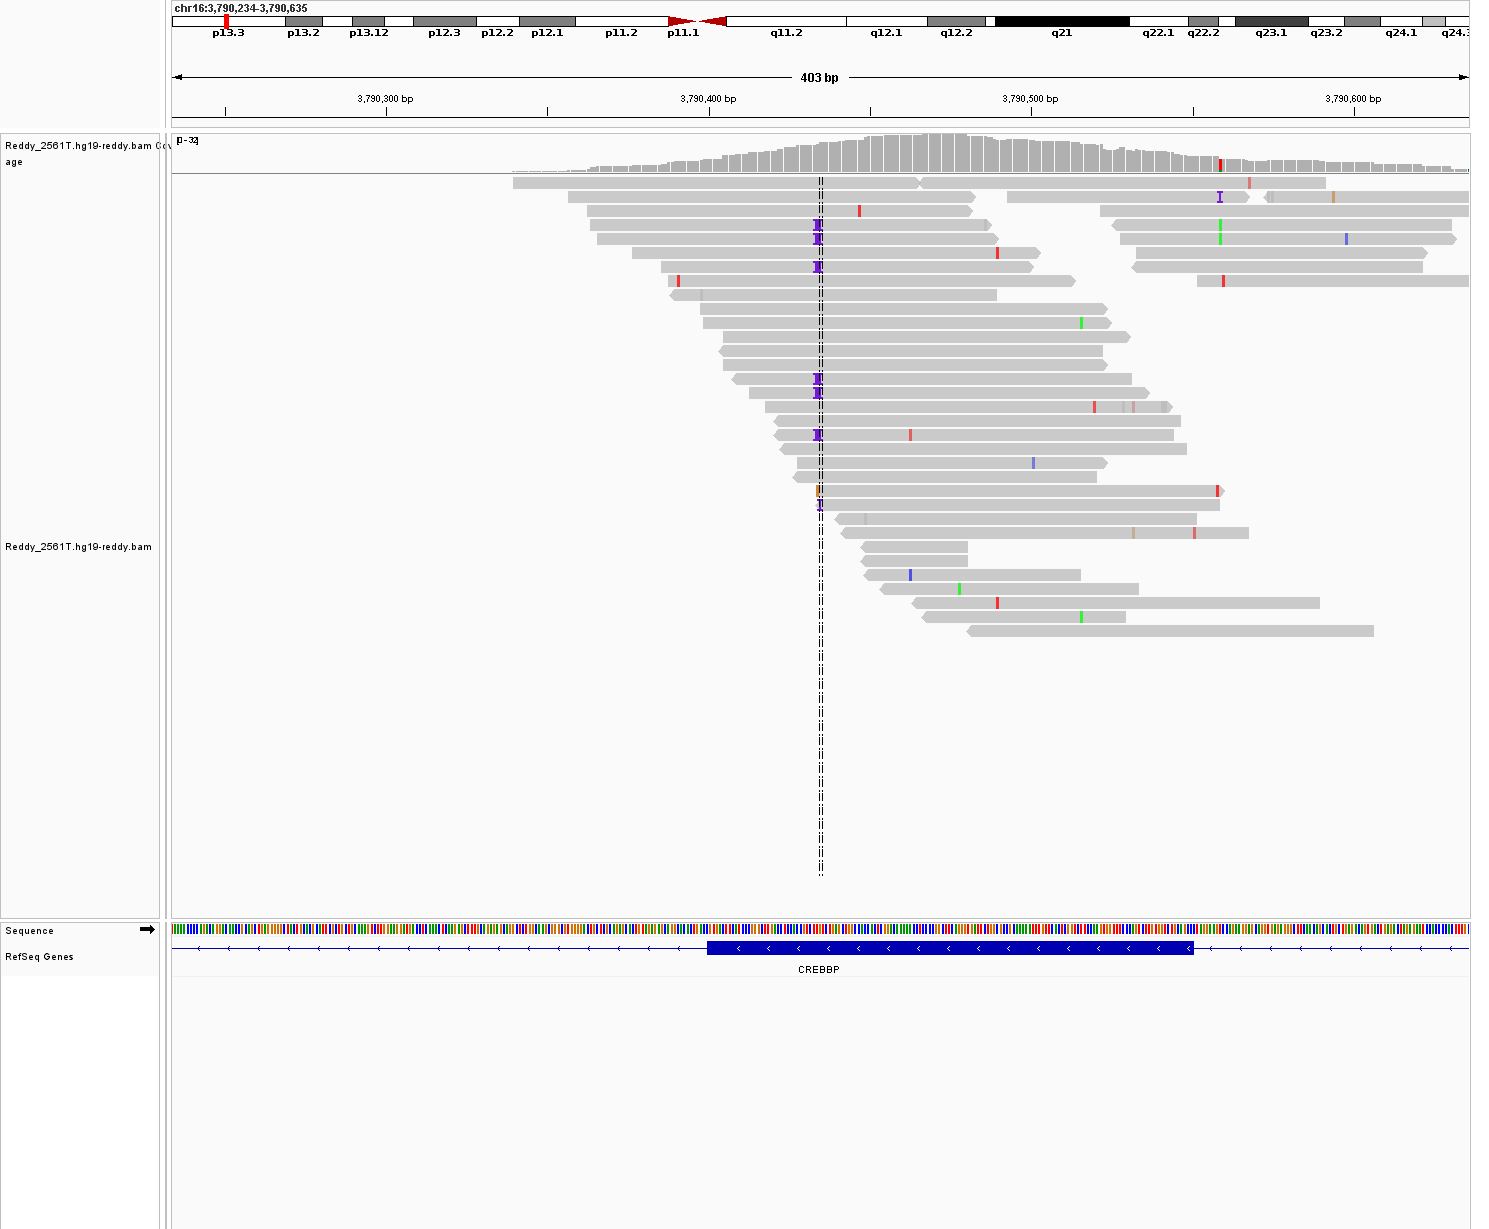 chr16:3,790,234-3,790,635
p13.3 p13.2 p13.12 p12.3 p12.2 p12.1 p11.2 p11.1 q11.2 q12.1 q12.2 q21 q22.1 q22.2 q23.1 q23.2 q24.1 q24.3
403 bp
3,790,300 bp 3,790,400 bp 3,790,500 bp 3,790,600 bp
Reddy_2561T.hg19-reddy.bam Cov
age
[0-32]
Reddy_2561T.hg19-reddy.bam
Sequence
RefSeq Genes
CREBBP